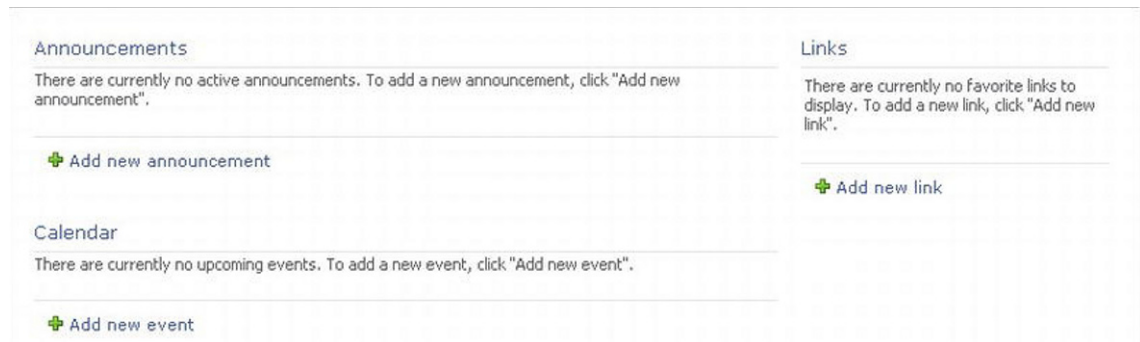 Announcements
There are currently no active announcements. To add a new announcement, click "Add new
announcement".
Add new announcement
Calendar
There are currently no upcoming events. To add a new event, click "Add new event".
Add new event
Links
There are currently no favorite links to
display. To add a new link, click "Add new
link".
Add new link